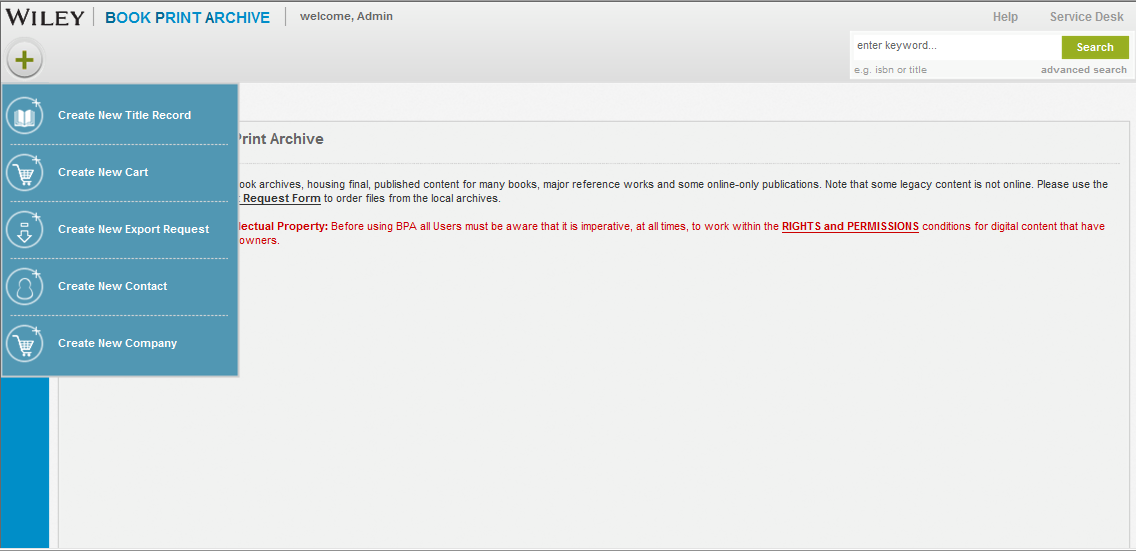 WILEY BOOK PRINT ARCHIVE welcome, Admin Help Service Desk
enter keyword... Search
e.g. isbn or title advanced search
Create New Title Record
Create New Cart
Create New Export Request
Create New Contact
Create New Company
Print Archive
ook archives, housing final, published content for many books, major reference works and some online-only publications. Note that some legacy content is not online. Please use the
Request Form to order files from the local archives.
lectual Property: Before using BPA all Users must be aware that it is imperative, at all times, to work within the RIGHTS and PERMISSIONS conditions for digital content that have
owners.